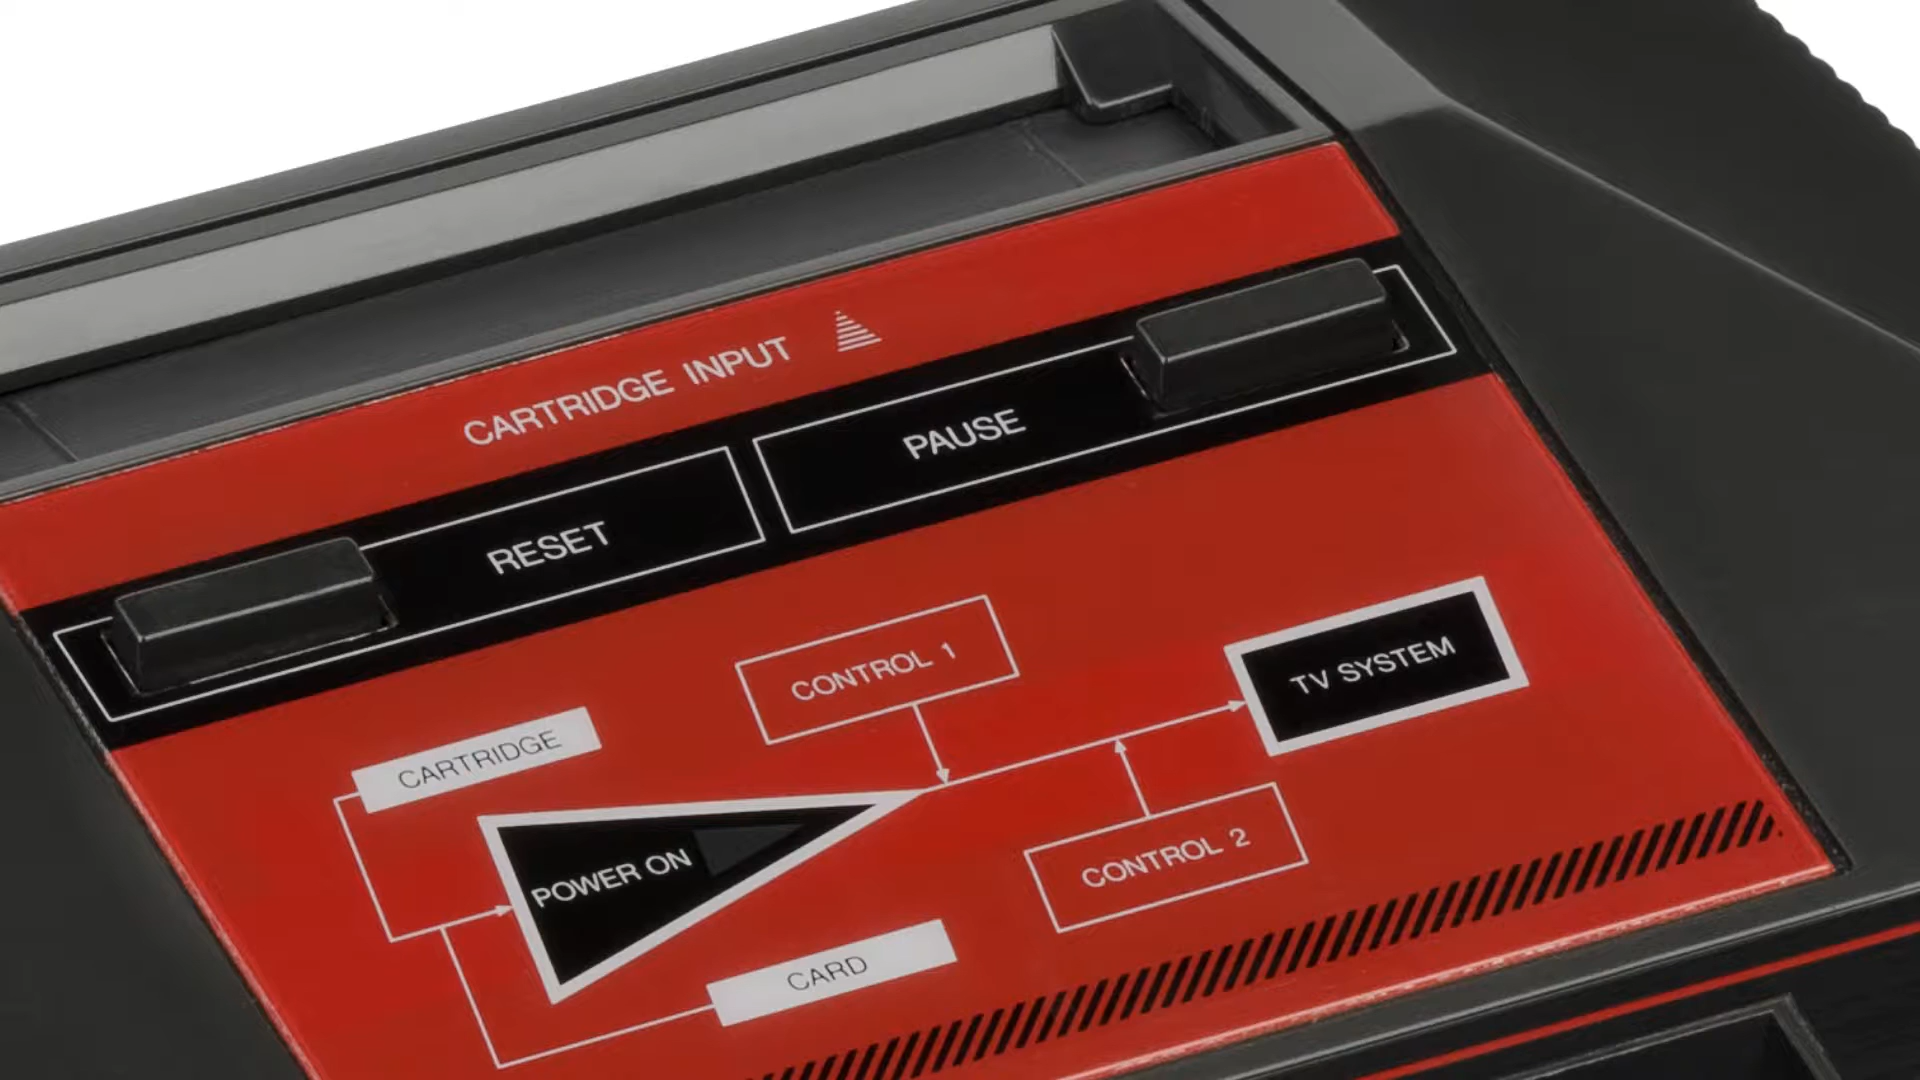 CARTRIDGE INPUT
PAUSE
RESET
CONTROL 1
TV SYSTEM
CARTRIDGE
POWER ON
CONTROL 2
CARD